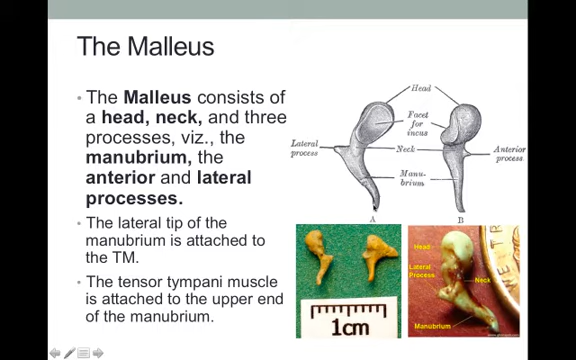 The Malleus
• The Malleus consists of
a head, neck, and three
processes, viz., the
manubrium, the
anterior and lateral
processes.
• The lateral tip of the
manubrium is attached to
the TM.
• The tensor tympani muscle
is attached to the upper end
of the manubrium.
Head
Facet
for
incus
Lateral
process
Neck
Anterior
process
Manu-
brium
A
B
1cm
Head
Lateral
Process
Neck
Manubrium